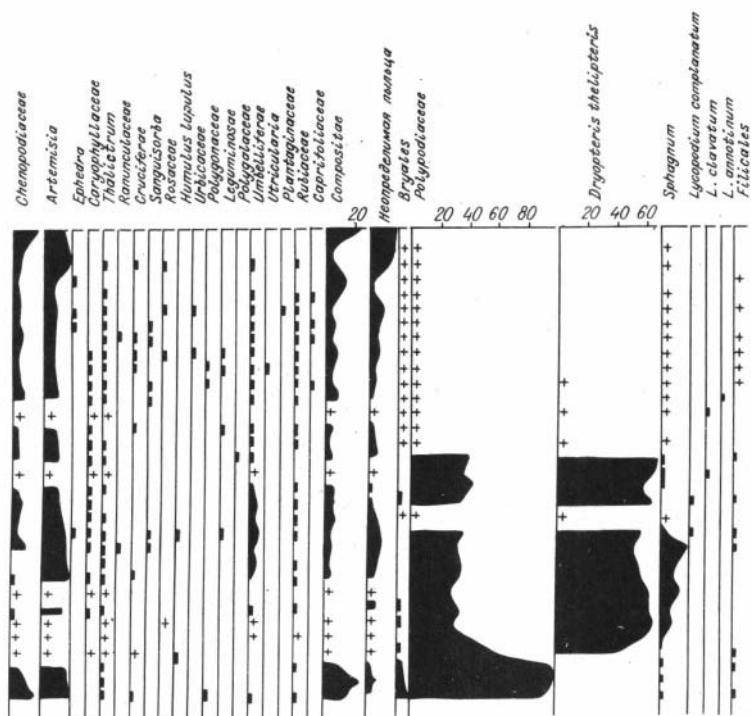 Chenopodiaceae
Artemisia
Ephedra
Caryophyllaceae
Thalictrum
Ranunculaceae
Cruciferae
Sanguisorba
Rosaceae
Humulus lupulus
Urticaceae
Polygonaceae
Leguminosae
Polygalaceae
Umbelliferae
Utricularia
Plantaginaceae
Rubiaceae
Caprifoliaceae
Compositae
20
Неопределимая пыльца
Bryales
Polypodiaceae
20 40 60 80
Dryopteris thelipteris
20 40 60
Sphagnum
Lycopodium complanatum
L. clavatum
L. annotinum
Filicales